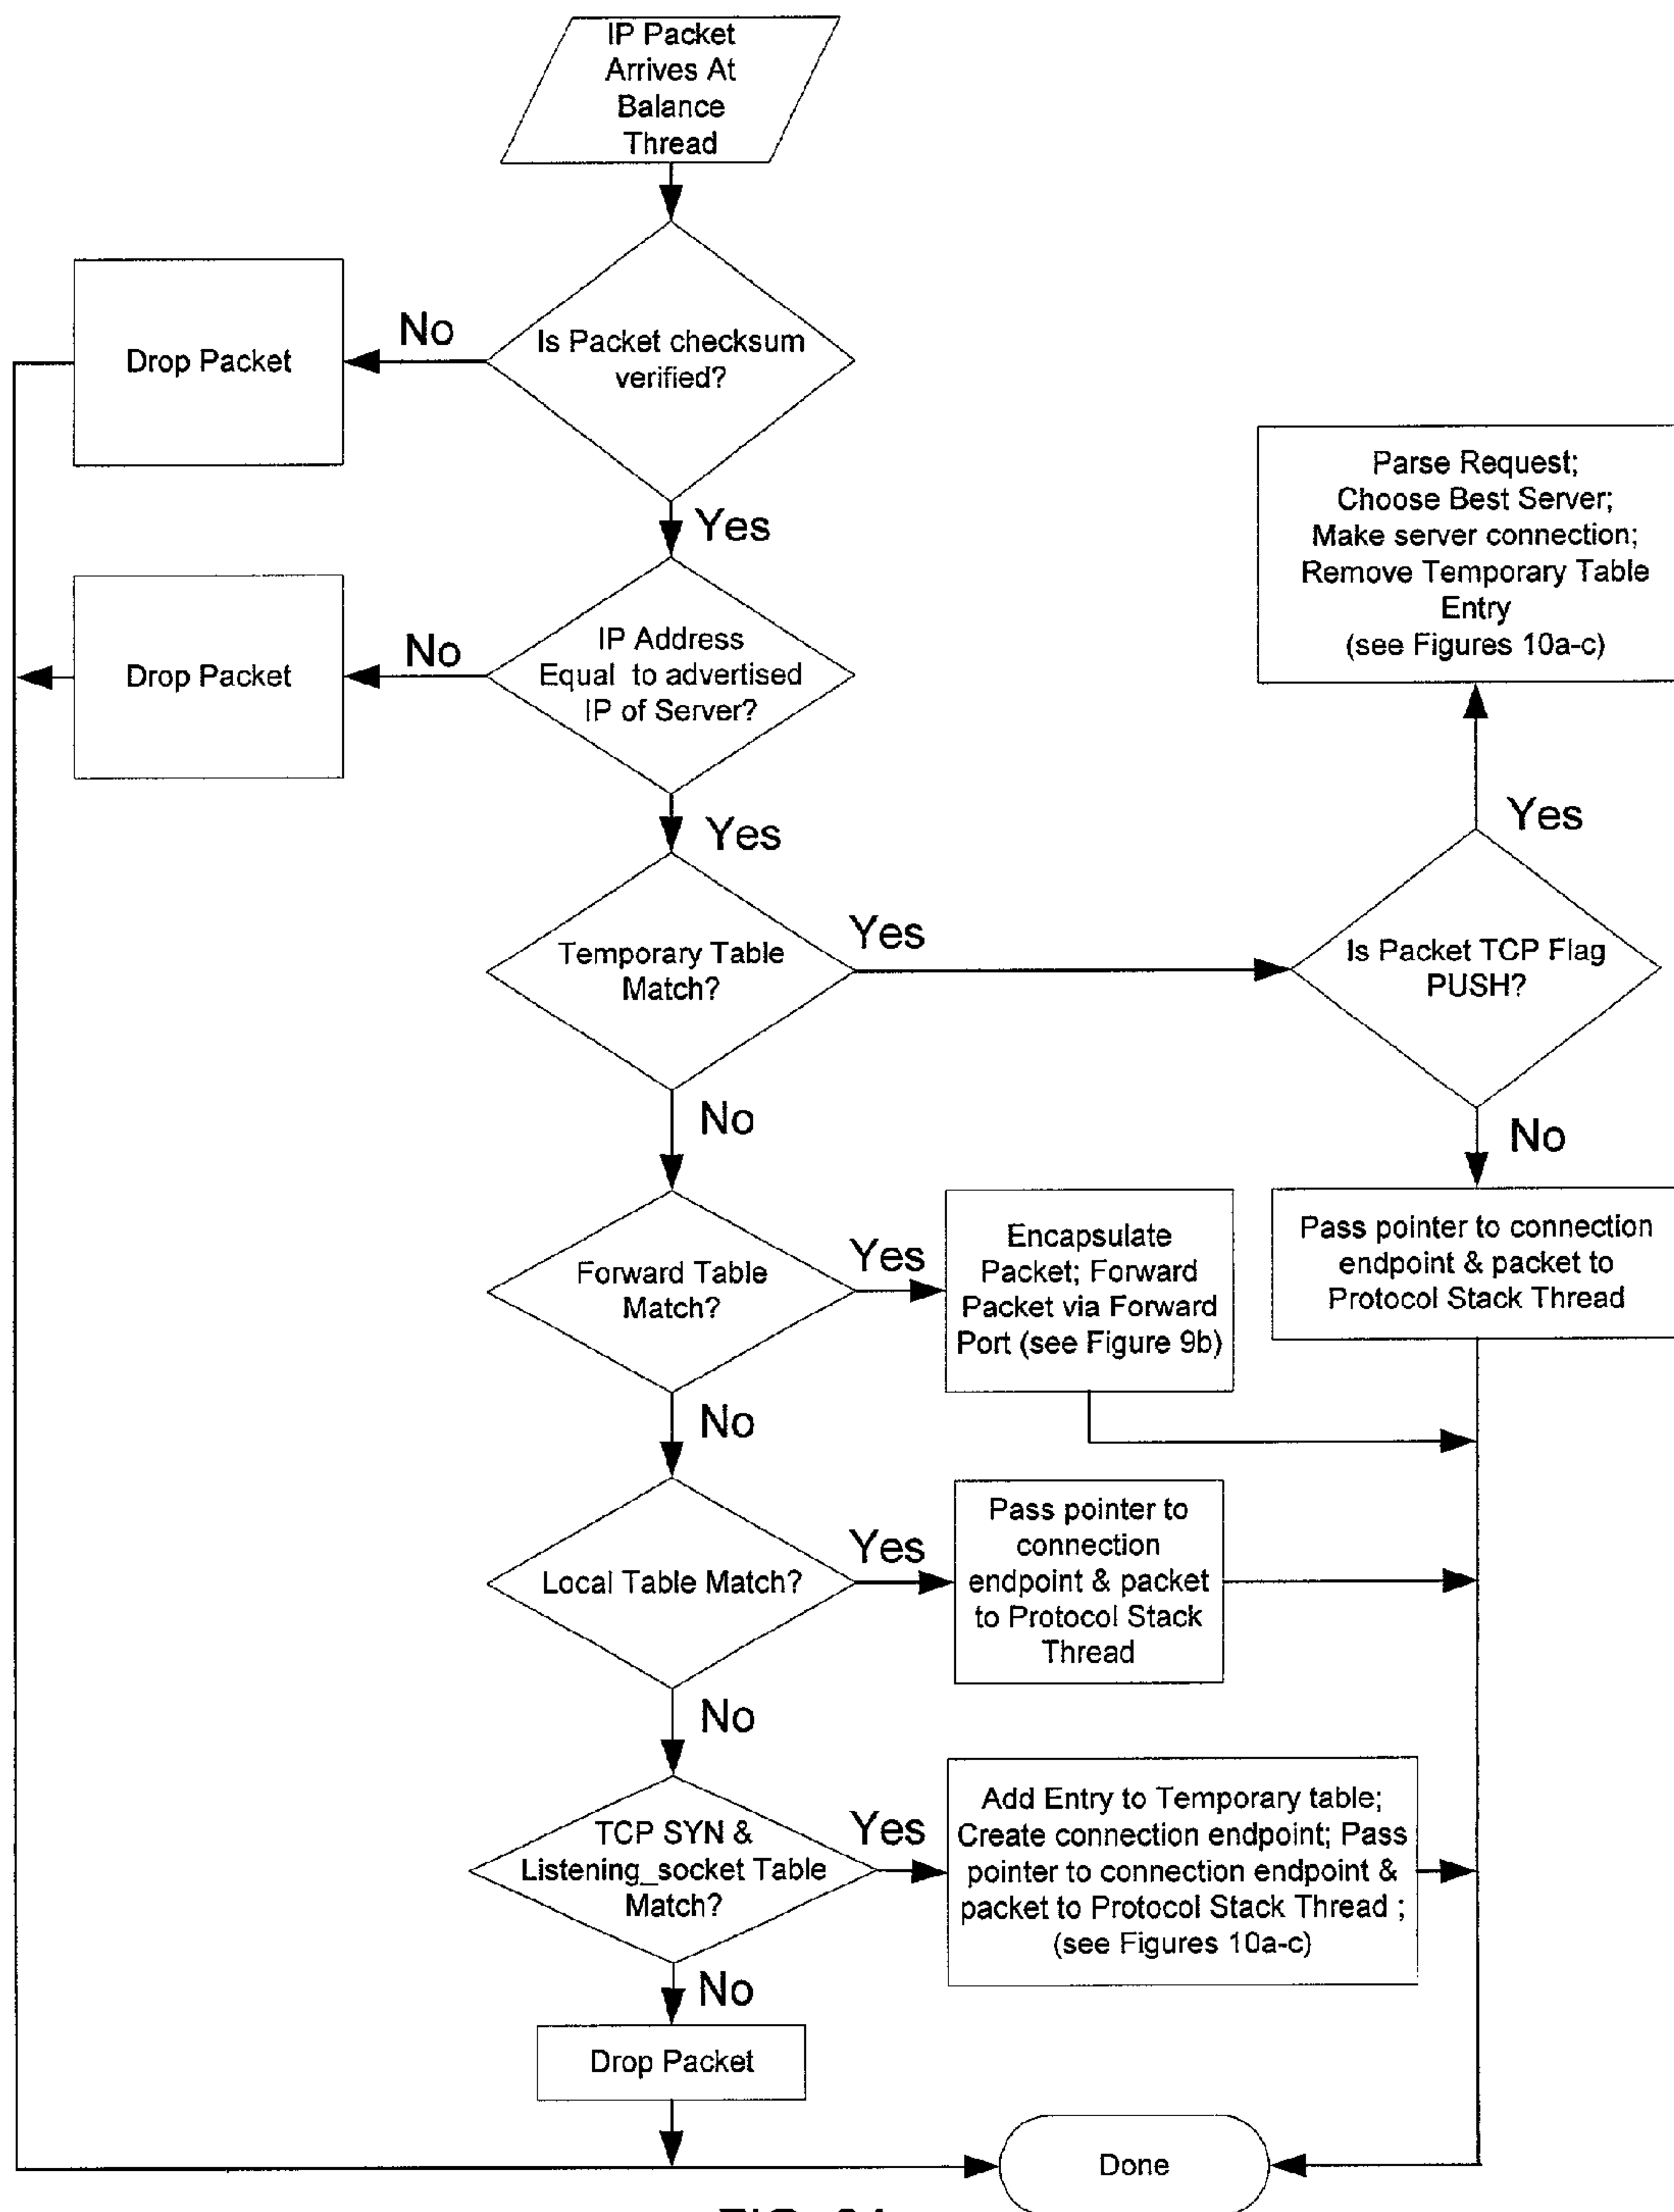 IP Packet
Arrives At
Balance
Thread
Is Packet checksum
verified?
No
Drop Packet
Yes
IP Address
Equal to advertised
IP of Server?
No
Drop Packet
Yes
Temporary Table
Match?
Yes
Is Packet TCP Flag
PUSH?
Yes
Parse Request;
Choose Best Server;
Make server connection;
Remove Temporary Table
Entry
(see Figures 10a-c)
No
Pass pointer to connection
endpoint & packet to
Protocol Stack Thread
No
Forward Table
Match?
Yes
Encapsulate
Packet; Forward
Packet via Forward
Port (see Figure 9b)
No
Local Table Match?
Yes
Pass pointer to
connection
endpoint & packet
to Protocol Stack
Thread
No
TCP SYN &
Listening_socket Table
Match?
Yes
Add Entry to Temporary table;
Create connection endpoint; Pass
pointer to connection endpoint &
packet to Protocol Stack Thread ;
(see Figures 10a-c)
No
Drop Packet
Done